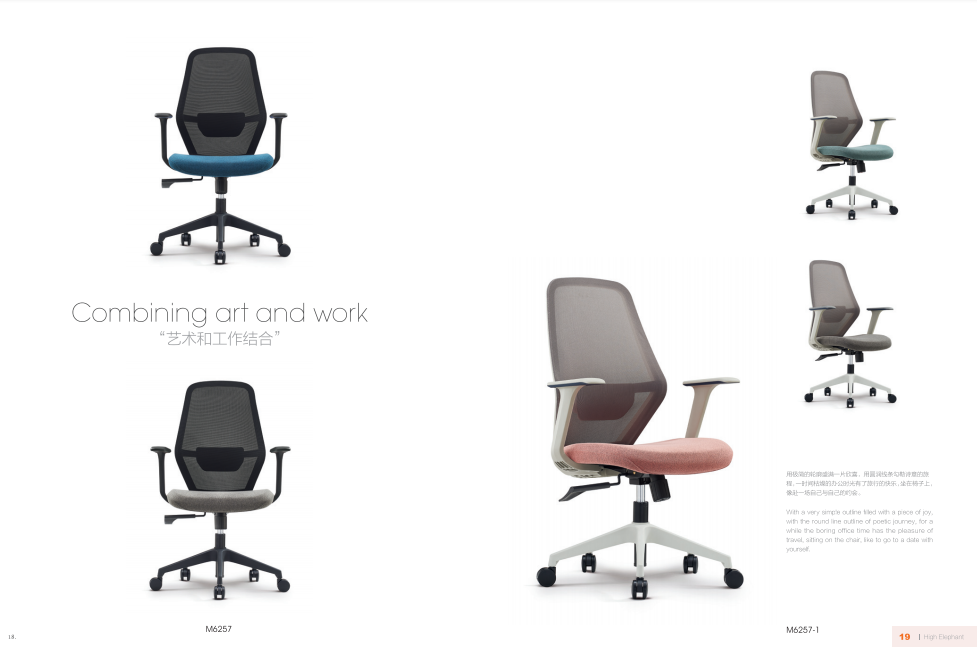 Combining art and work
“艺术和工作结合”
M6257
18.
用极简的轮廓盛满一片欣喜，用圆润线条勾勒诗意的旅
程，一时间枯燥的办公时光有了旅行的快乐，坐在椅子上，
像赴一场自己与自己的约会。
With a very simple outline filled with a piece of joy,
with the round line outline of poetic journey, for a
while the boring office time has the pleasure of
travel, sitting on the chair, like to go to a date with
yourself.
M6257-1
19 | High Elephant